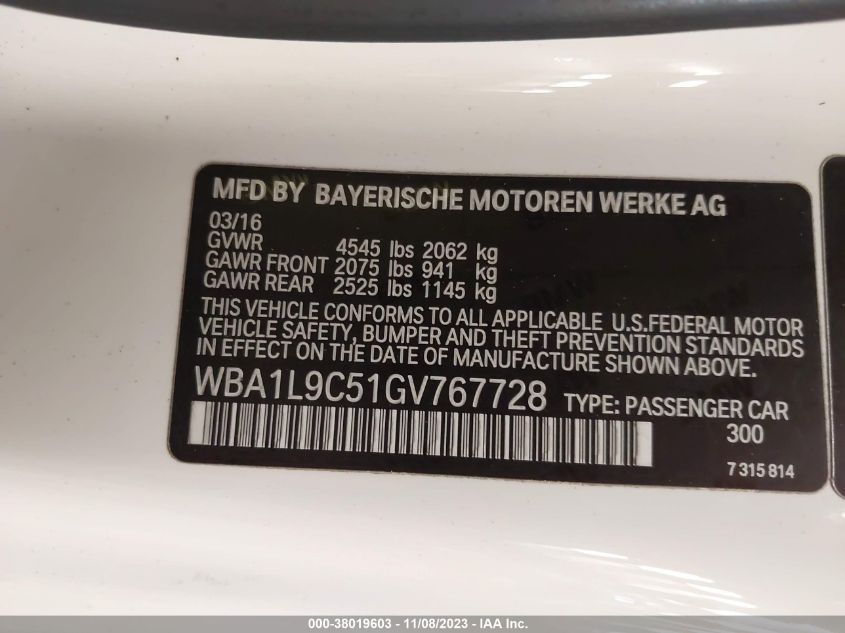 MFD BY BAYERISCHE MOTOREN WERKE AG
03/16
GVWR 4545 lbs 2062 kg
GAWR FRONT 2075 lbs 941 kg
GAWR REAR 2525 lbs 1145 kg
THIS VEHICLE CONFORMS TO ALL APPLICABLE U.S.FEDERAL MOTOR
VEHICLE SAFETY, BUMPER AND THEFT PREVENTION STANDARDS
IN EFFECT ON THE DATE OF MANUFACTURE SHOWN ABOVE.
WBA1L9C51GV767728 TYPE: PASSENGER CAR
300
7 315 814
000-38019603 - 11/08/2023 - IAA Inc.